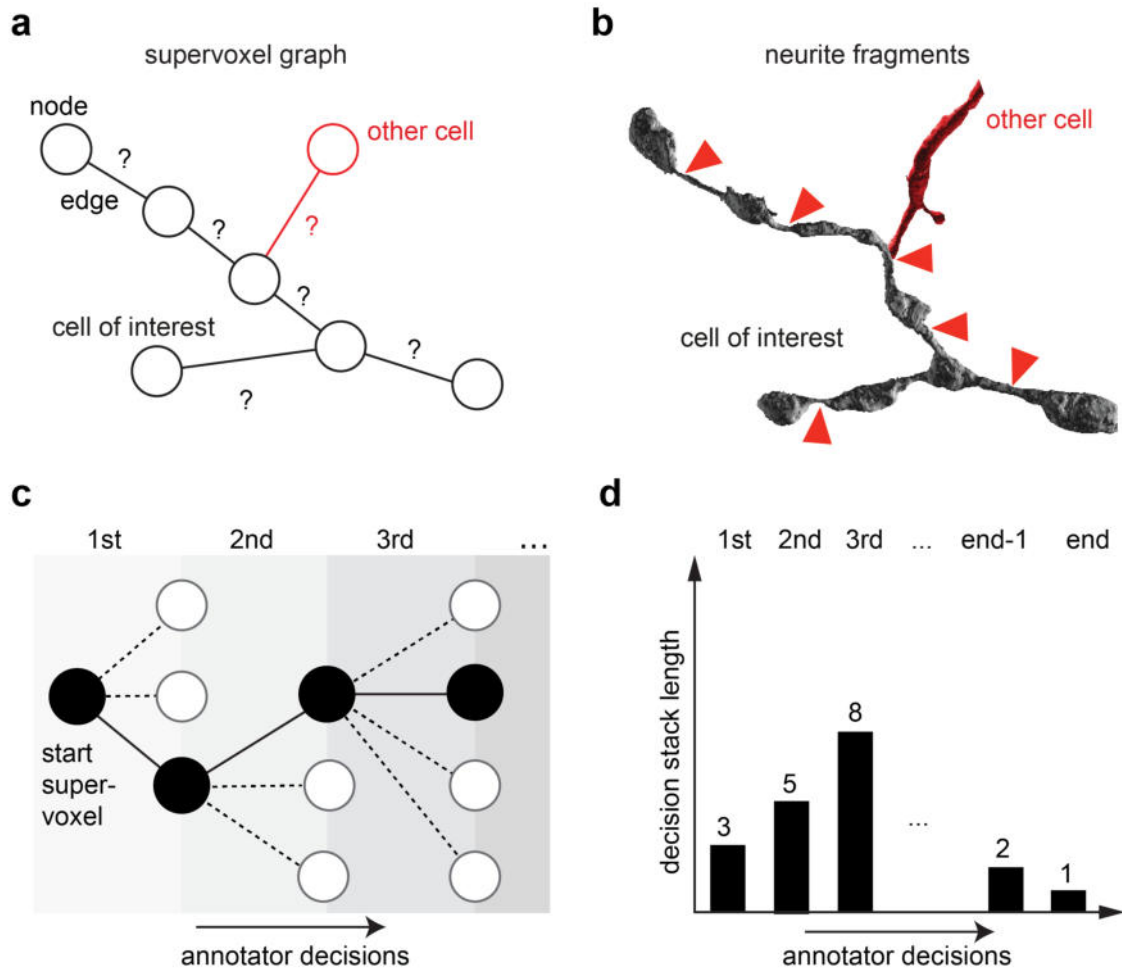 a
supervoxel graph
node
other cell
?
edge
?
?
?
cell of interest
?
?
b
neurite fragments
other cell
cell of interest
c
1st 2nd 3rd ...
start
super-
voxel
annotator decisions
d
1st 2nd 3rd ... end-1 end
decision stack length
8
5
3
...
2
1
annotator decisions